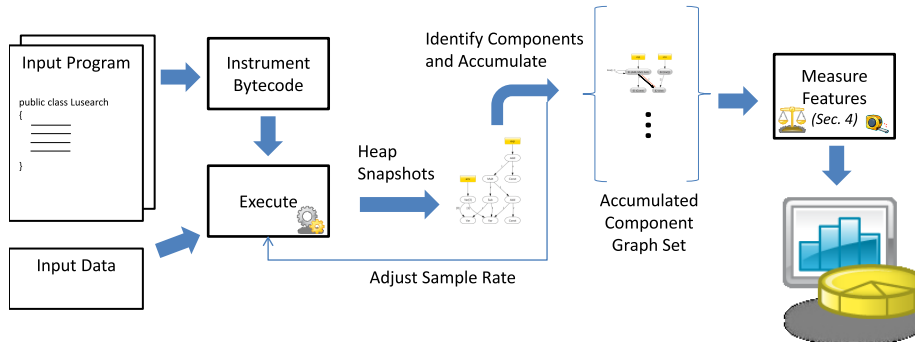 Input Program
public class Lusearch
{
}
Input Data
Instrument
Bytecode
Execute
Heap
Snapshots
Identify Components
and Accumulate
Adjust Sample Rate
Accumulated
Component
Graph Set
Measure
Features
(Sec. 4)